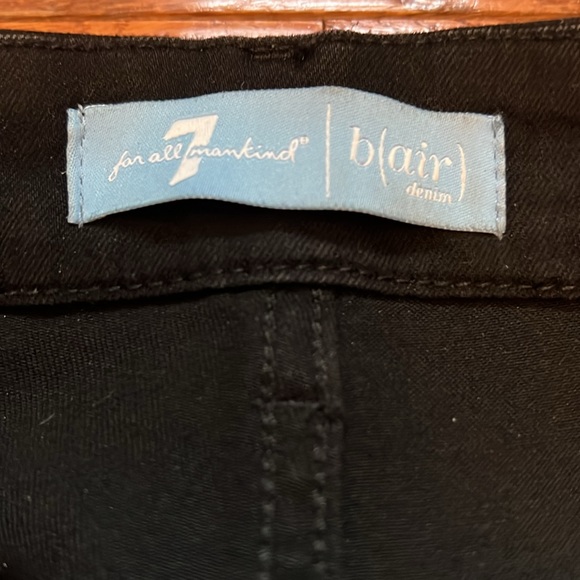 7
for all mankind®
b(air)
denim